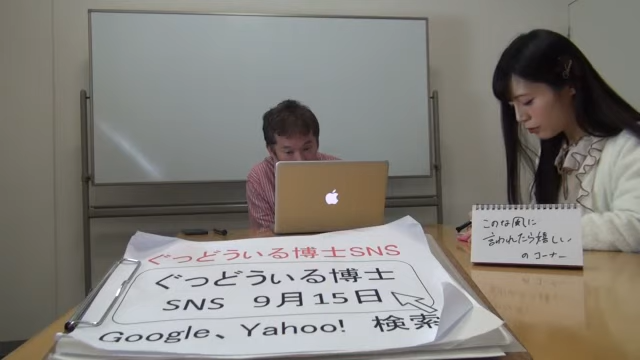 ぐっどういる博士SNS
ぐっどういる博士
SNS 9月15日
Google、Yahoo! 検索
このな風に
言われたら嬉しい
のコーナー